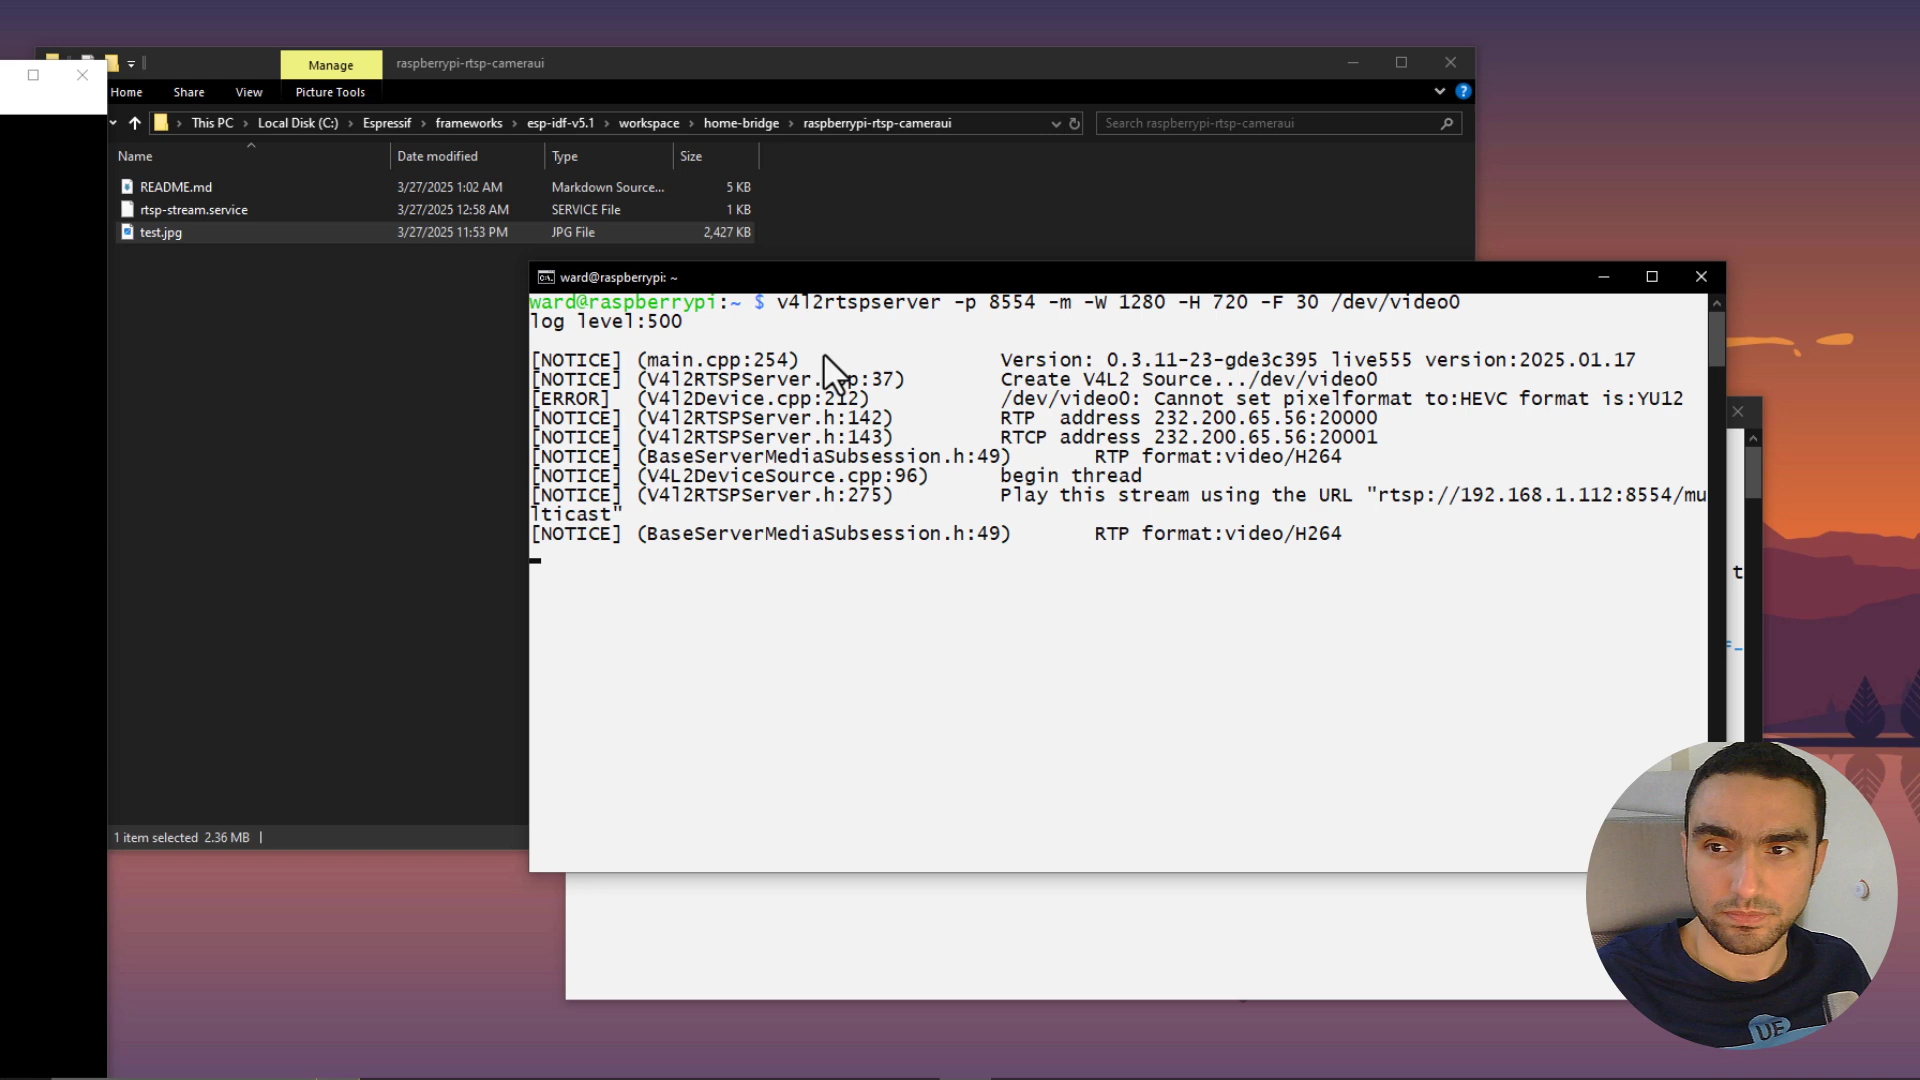 Manage
raspberrypi-rtsp-cameraui
Home Share View Picture Tools
This PC Local Disk (C:) Espressif frameworks esp-idf-v5.1 workspace home-bridge raspberrypi-rtsp-cameraui Search raspberrypi-rtsp-cameraui
Name Date modified Type Size
README.md 3/27/2025 1:02 AM Markdown Source... 5 KB
rtsp-stream.service 3/27/2025 12:58 AM SERVICE File 1 KB
test.jpg 3/27/2025 11:53 PM JPG File 2,427 KB
ward@raspberrypi: ~
ward@raspberrypi:~ $ v4l2rtspserver -p 8554 -m -W 1280 -H 720 -F 30 /dev/video0
log level:500
[NOTICE] (main.cpp:254) Version: 0.3.11-23-gde3c395 live555 version:2025.01.17
[NOTICE] (V4l2RTSPServer. p:37) Create V4L2 Source.../dev/video0
[ERROR] (V4l2Device.cpp:212) /dev/video0: Cannot set pixelformat to:HEVC format is:YU12
[NOTICE] (V4l2RTSPServer.h:142) RTP address 232.200.65.56:20000
[NOTICE] (V4l2RTSPServer.h:143) RTCP address 232.200.65.56:20001
[NOTICE] (BaseServerMediaSubsession.h:49) RTP format:video/H264
[NOTICE] (V4L2DeviceSource.cpp:96) begin thread
[NOTICE] (V4l2RTSPServer.h:275) Play this stream using the URL "rtsp://192.168.1.112:8554/mu
lticast"
[NOTICE] (BaseServerMediaSubsession.h:49) RTP format:video/H264
t
1 item selected 2.36 MB
UE